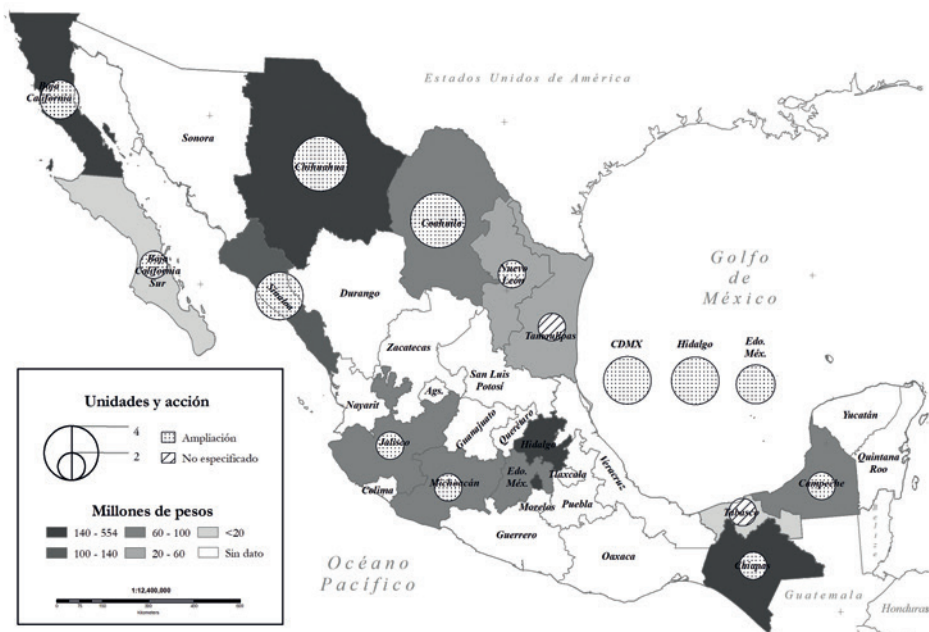 Estados Unidos de América
Baja
California
Sonora
Chihuahua
Coahuila
Baja
California
Sur
Nuevo
León
Golfo
de
México
Sinaloa
Durango
Tamaulipas
Zacatecas
CDMX
Hidalgo
Edo.
Méx.
San Luis
Potosí
Ags.
Nayarit
Guanajuato
Querétaro
Hidalgo
Yucatán
Jalisco
Quintana
Roo
Edo.
Méx.
Tlaxcala
Veracruz
Campeche
Colima
Michoacán
Morelos
Puebla
Tabasco
Belize
Guerrero
Oaxaca
Chiapas
Océano
Pacífico
Guatemala
Honduras
Unidades y acción
4
2
Ampliación
No especificado
Millones de pesos
140 - 554
60 - 100
<20
100 - 140
20 - 60
Sin dato
1:12,400,000